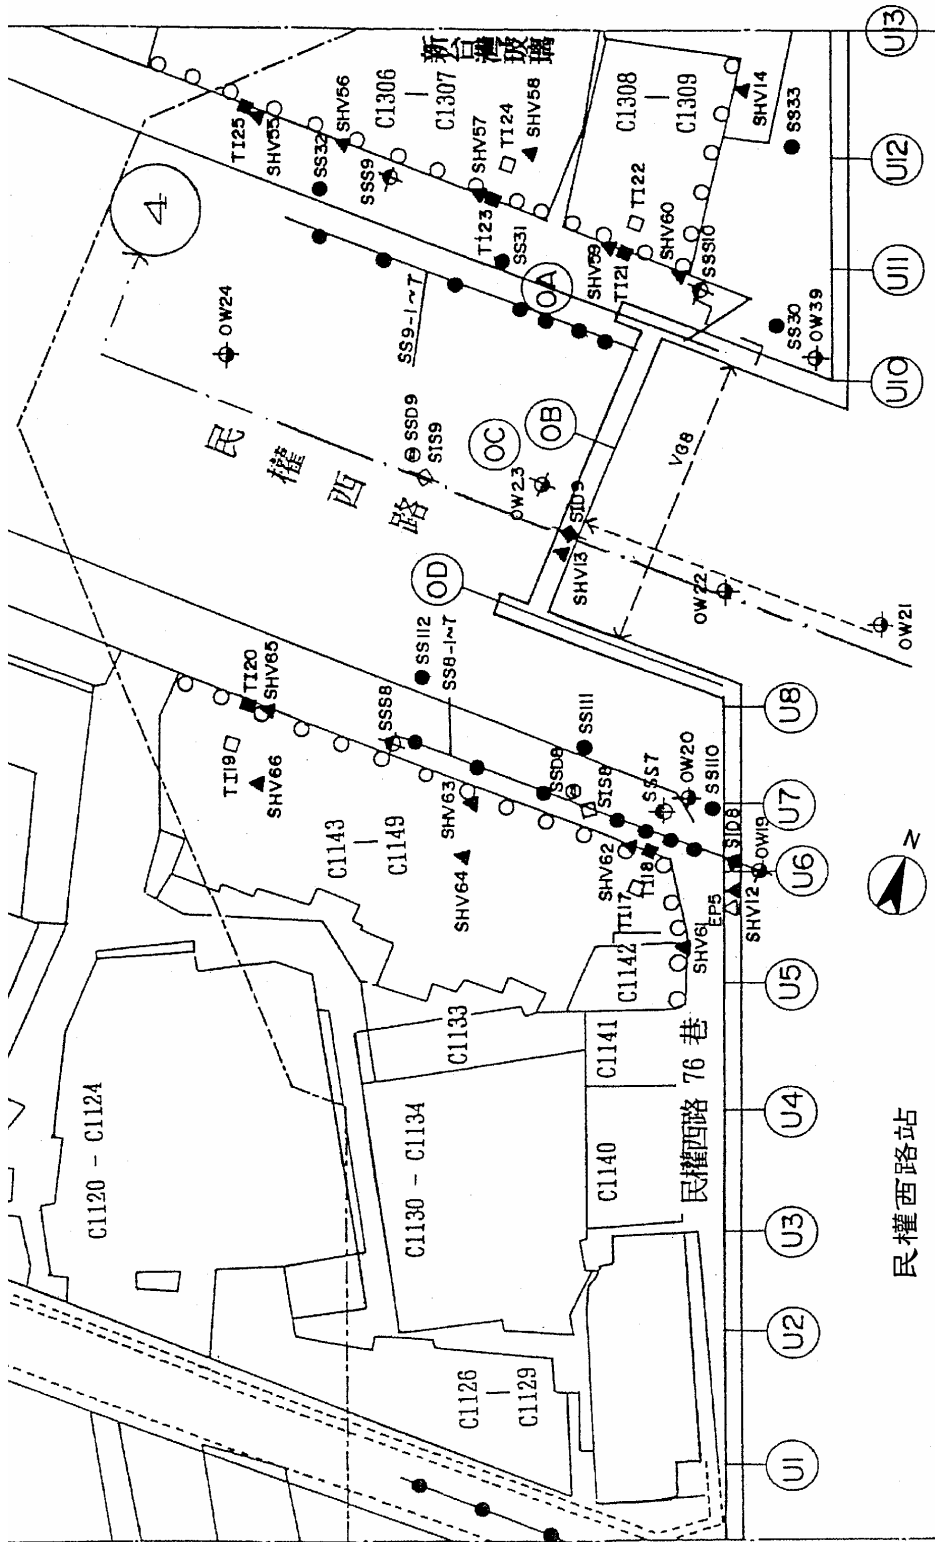 U13
新台灣玻璃
C1306
|
C1307
C1308
|
C1309
SHV14
SS33
U12
TI25
SHV55
SS32
SHV56
SSS9
SHV57
TI24
SHV58
TI23
SS31
TI22
SHV59
TI21
SHV60
SSS10
SS30
OW39
U11
U10
4
OW24
SS9-1~T
OA
OB
OC
OD
SSD9
SIS9
民權西路
OW23
SID9
SHV13
VG8
OW22
OW21
TI20
SHV65
TI19
SHV66
SS112
SS8-1~T
SSS8
SS111
SSD8
SIS8
SSS7
OW20
SS110
U8
U7
C1143
|
C1149
SHV63
SHV64
SHV62
TI18
TI17
SID8
OW19
EP5
SHV12
SHV61
U6
U5
C1142
C1141
C1133
C1140
C1120 - C1124
C1130 - C1134
民權西路 76 巷
U4
U3
U2
U1
C1126
|
C1129
N
民權西路站